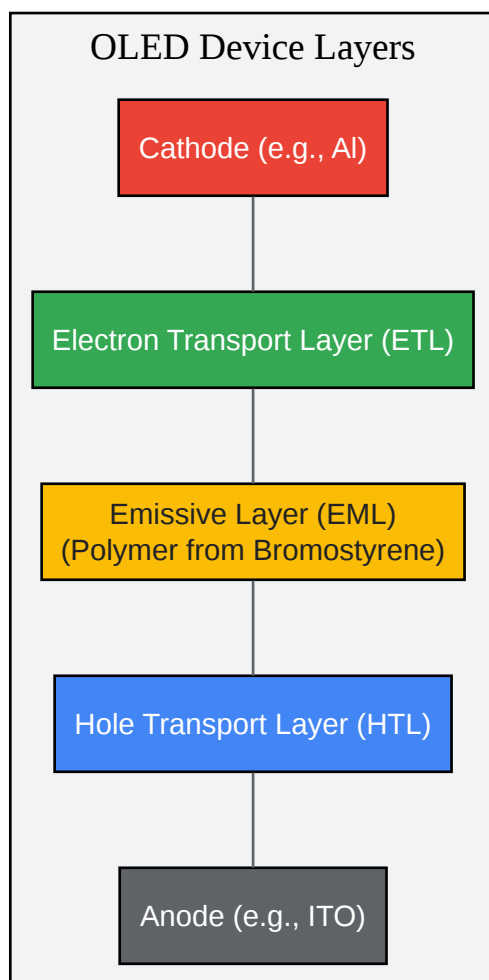 OLED Device Layers
Cathode (e.g., Al)
Electron Transport Layer (ETL)
Emissive Layer (EML)
(Polymer from Bromostyrene)
Hole Transport Layer (HTL)
Anode (e.g., ITO)